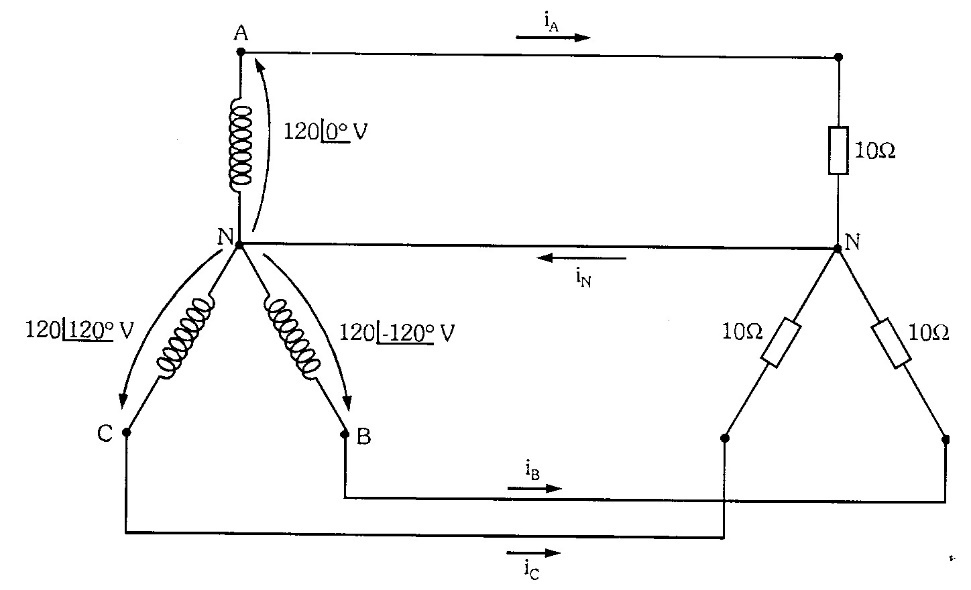 i_A
A
120⌊0° V
10Ω
N
N
i_N
120⌊120° V
120⌊-120° V
10Ω
10Ω
C
B
i_B
i_C